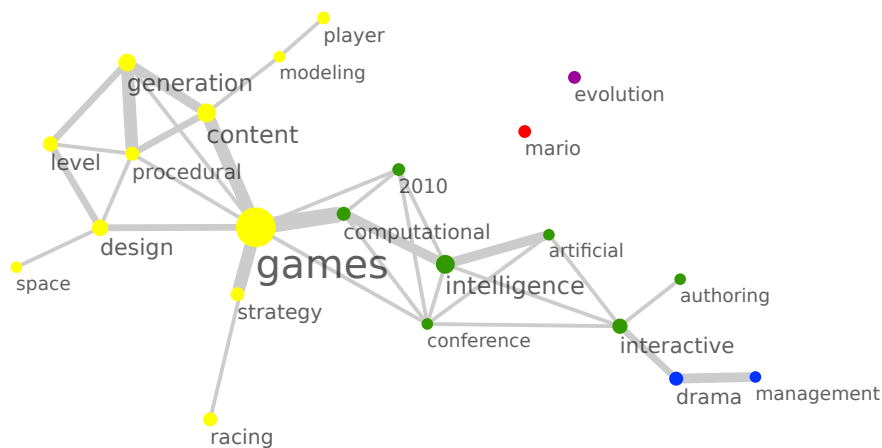 player
modeling
generation
evolution
content
mario
level
procedural
2010
computational
design
artificial
games
space
intelligence
authoring
strategy
conference
interactive
drama
management
racing